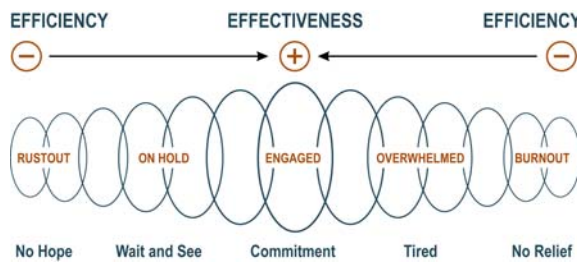 EFFICIENCY EFFECTIVENESS EFFICIENCY
− + −
RUSTOUT ON HOLD ENGAGED OVERWHELMED BURNOUT
No Hope Wait and See Commitment Tired No Relief